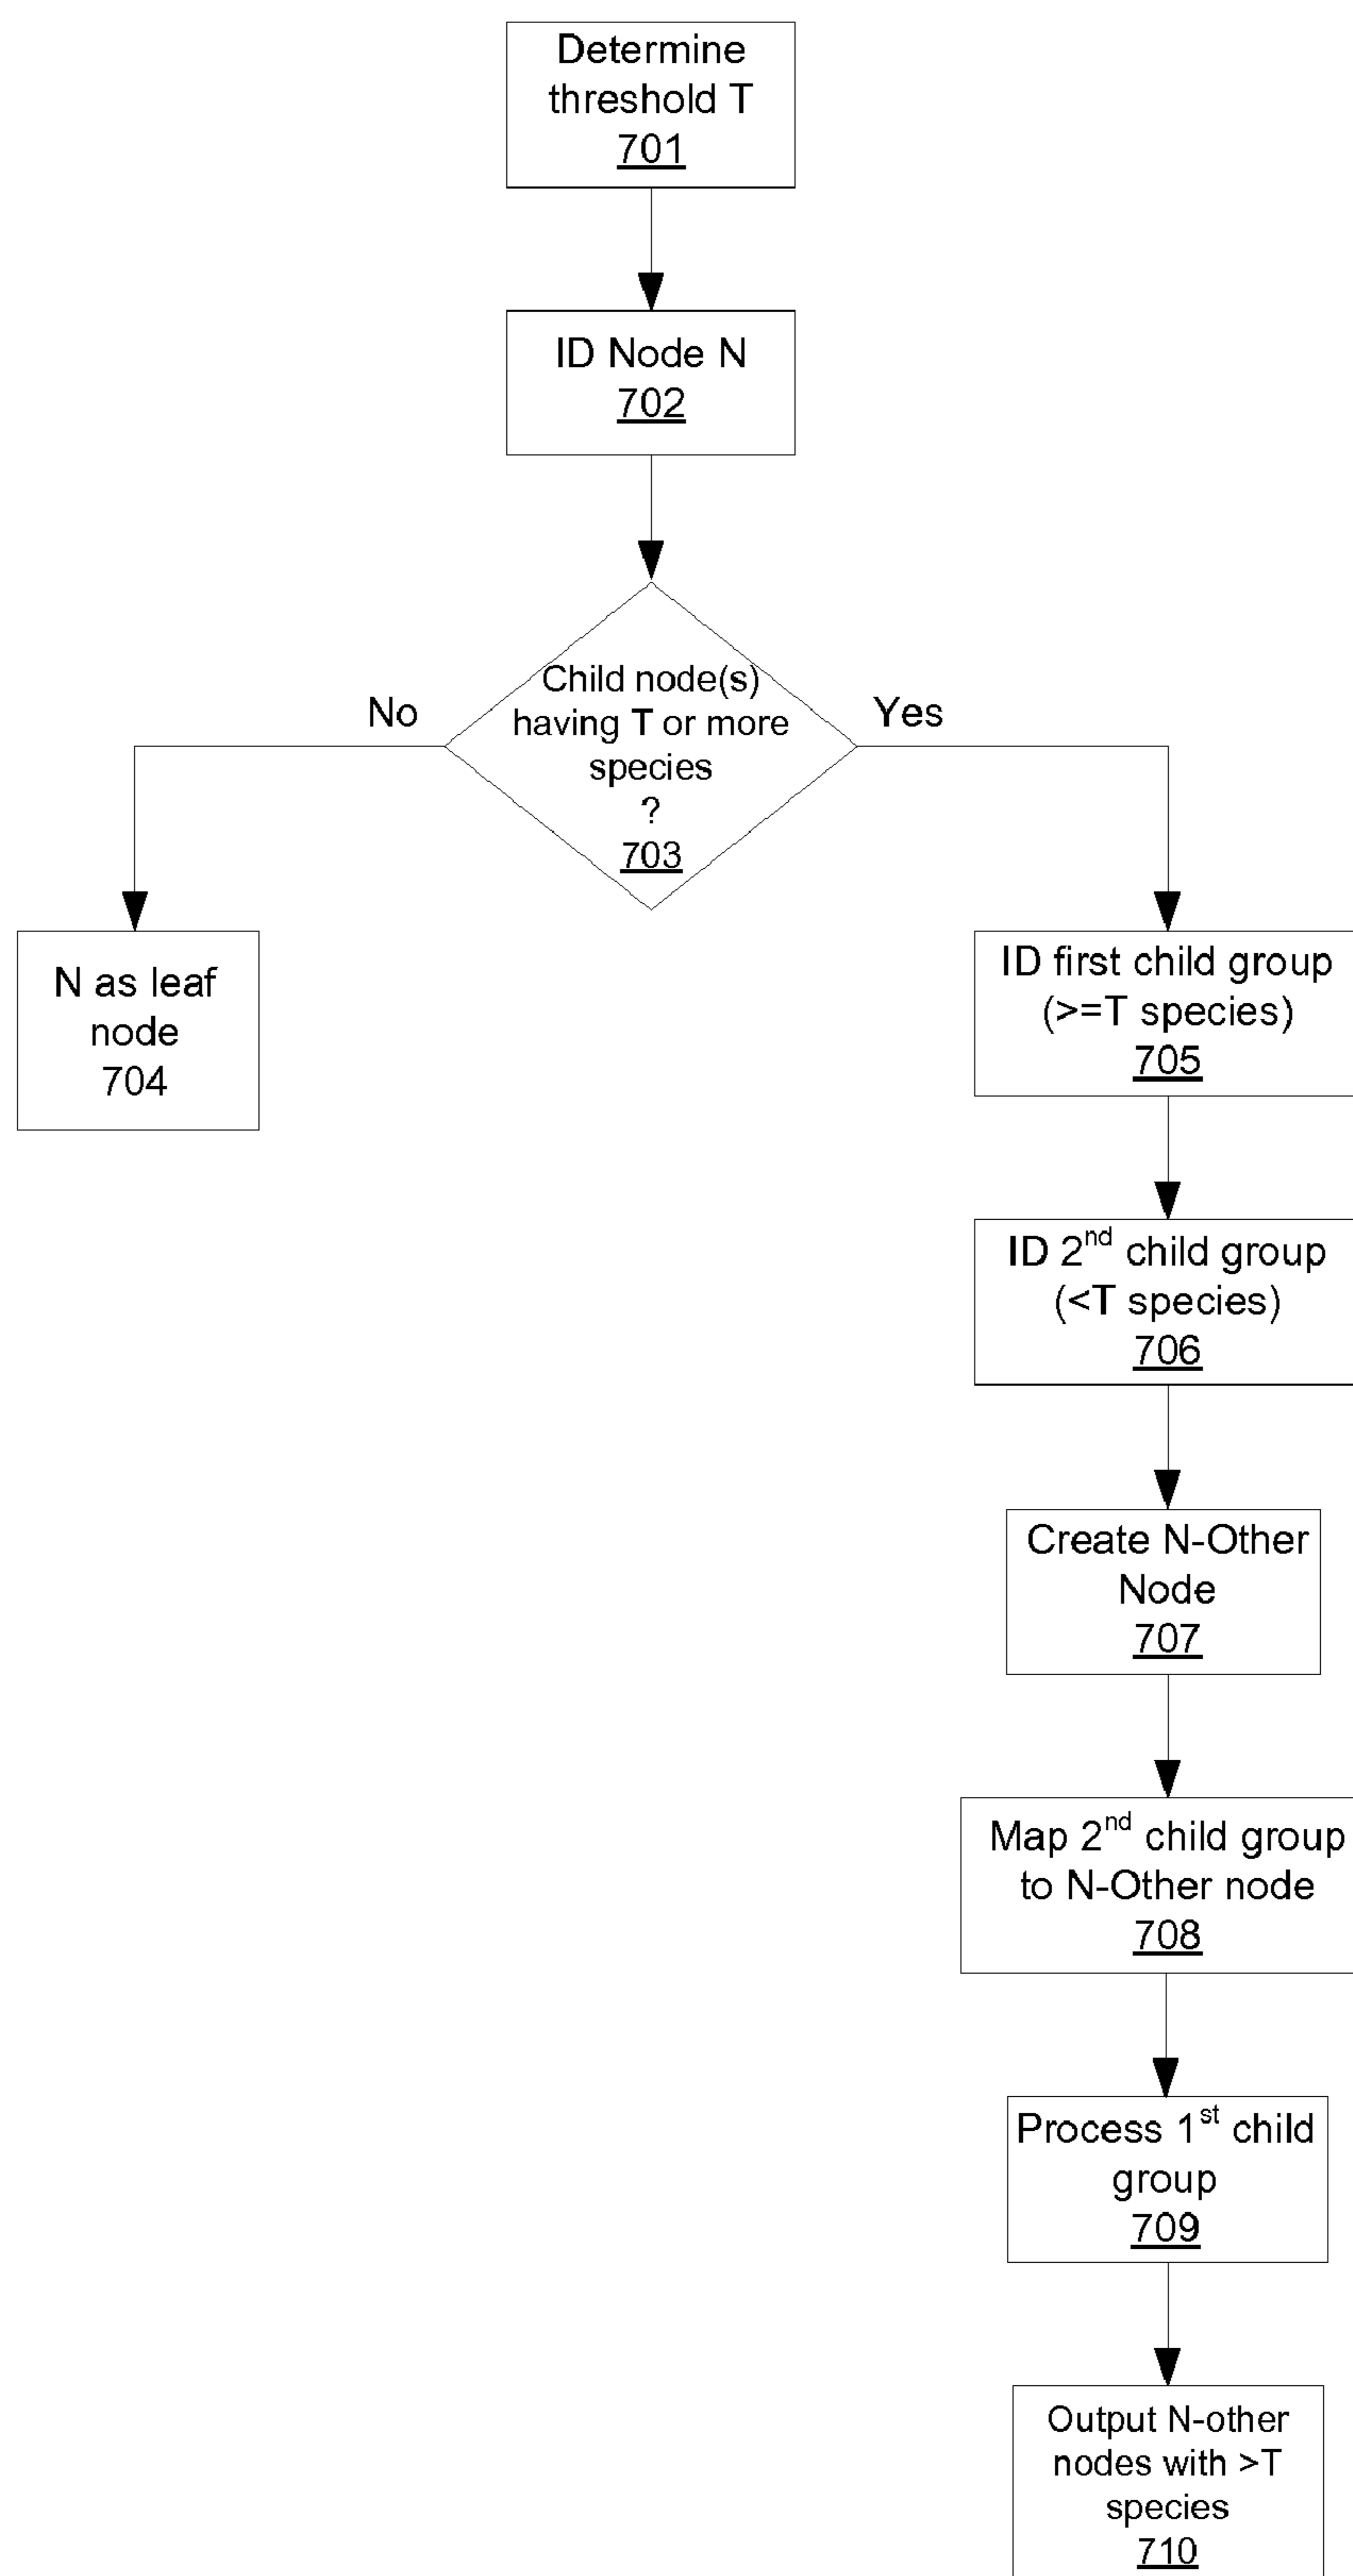 Determine
threshold T
701
ID Node N
702
Child node(s)
having T or more
species
?
703
No
Yes
N as leaf
node
704
ID first child group
(>=T species)
705
ID 2nd child group
(<T species)
706
Create N-Other
Node
707
Map 2nd child group
to N-Other node
708
Process 1st child
group
709
Output N-other
nodes with >T
species
710